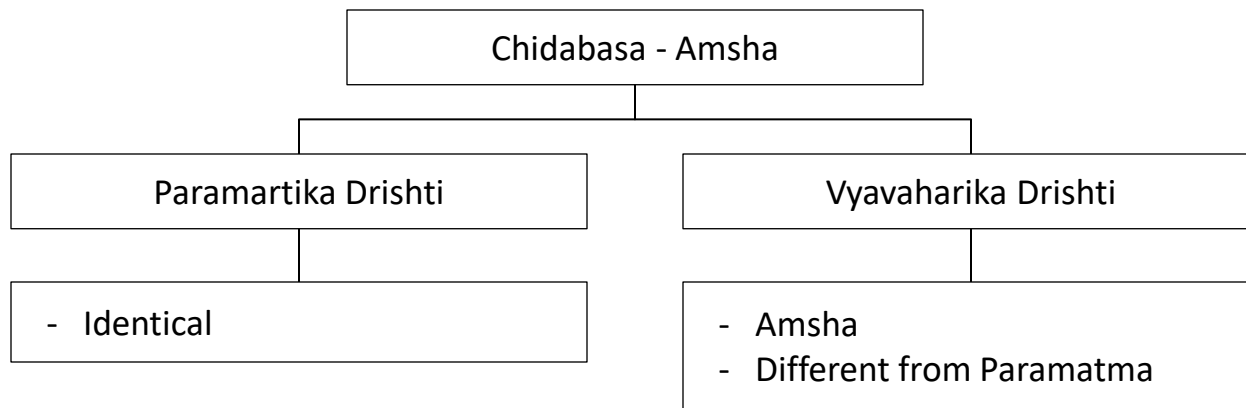 Chidabasa - Amsha
Paramartika Drishti
Vyavaharika Drishti
- Identical
- Amsha
- Different from Paramatma